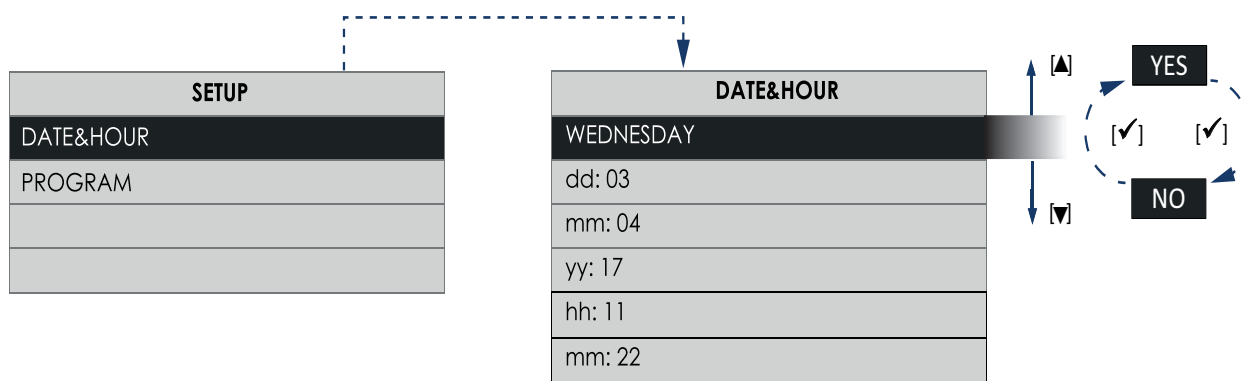 SETUP
DATE&HOUR
PROGRAM
DATE&HOUR
WEDNESDAY
dd: 03
mm: 04
yy: 17
hh: 11
mm: 22
[▲]
[▼]
YES
[✔] [✔]
NO